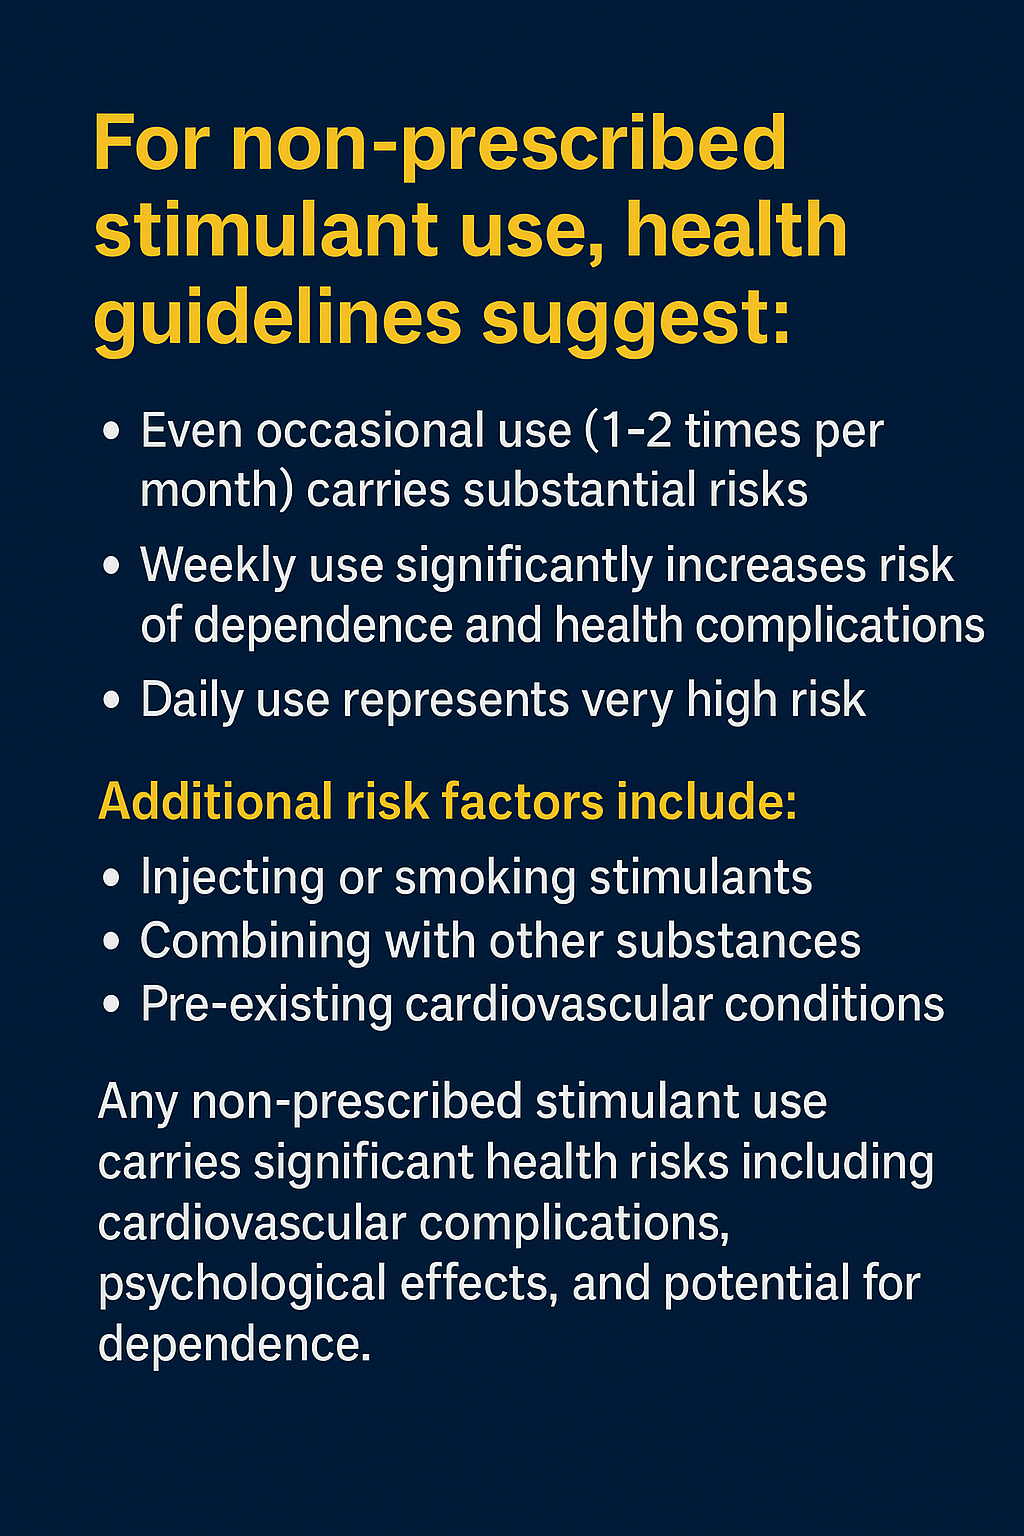 For non-prescribed
stimulant use, health
guidelines suggest:
• Even occasional use (1-2 times per
month) carries substantial risks
• Weekly use significantly increases risk
of dependence and health complications
• Daily use represents very high risk
Additional risk factors include:
• Injecting or smoking stimulants
• Combining with other substances
• Pre-existing cardiovascular conditions
Any non-prescribed stimulant use
carries significant health risks including
cardiovascular complications,
psychological effects, and potential for
dependence.